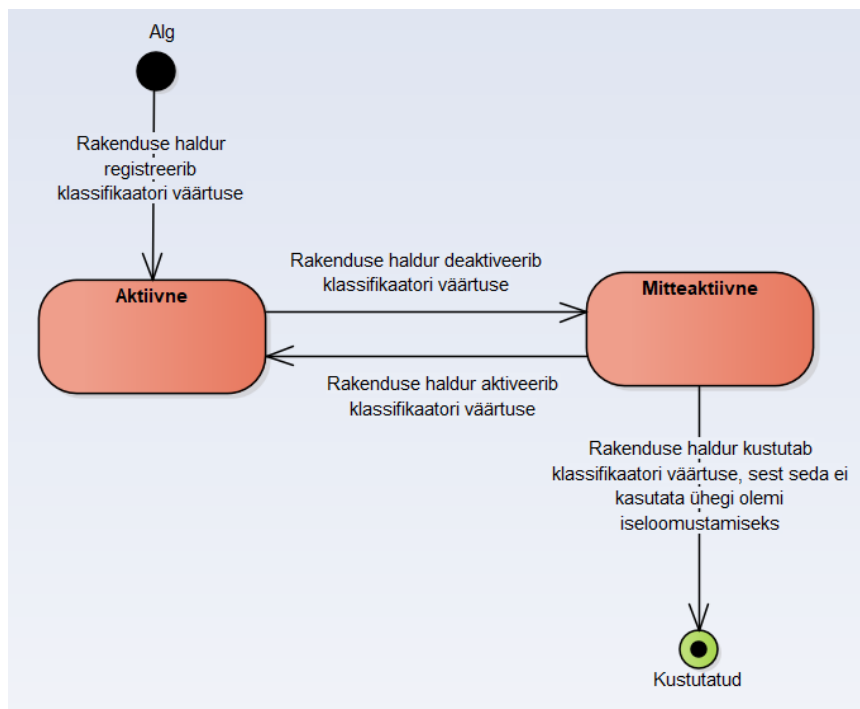 Alg
Rakenduse haldur
registreerib
klassifikaatori väärtuse
Rakenduse haldur deaktiveerib
klassifikaatori väärtuse
Aktiivne
Mitteaktiivne
Rakenduse haldur aktiveerib
klassifikaatori väärtuse
Rakenduse haldur kustutab
klassifikaatori väärtuse, sest seda ei
kasutata ühegi olemi
iseloomustamiseks
Kustutatud